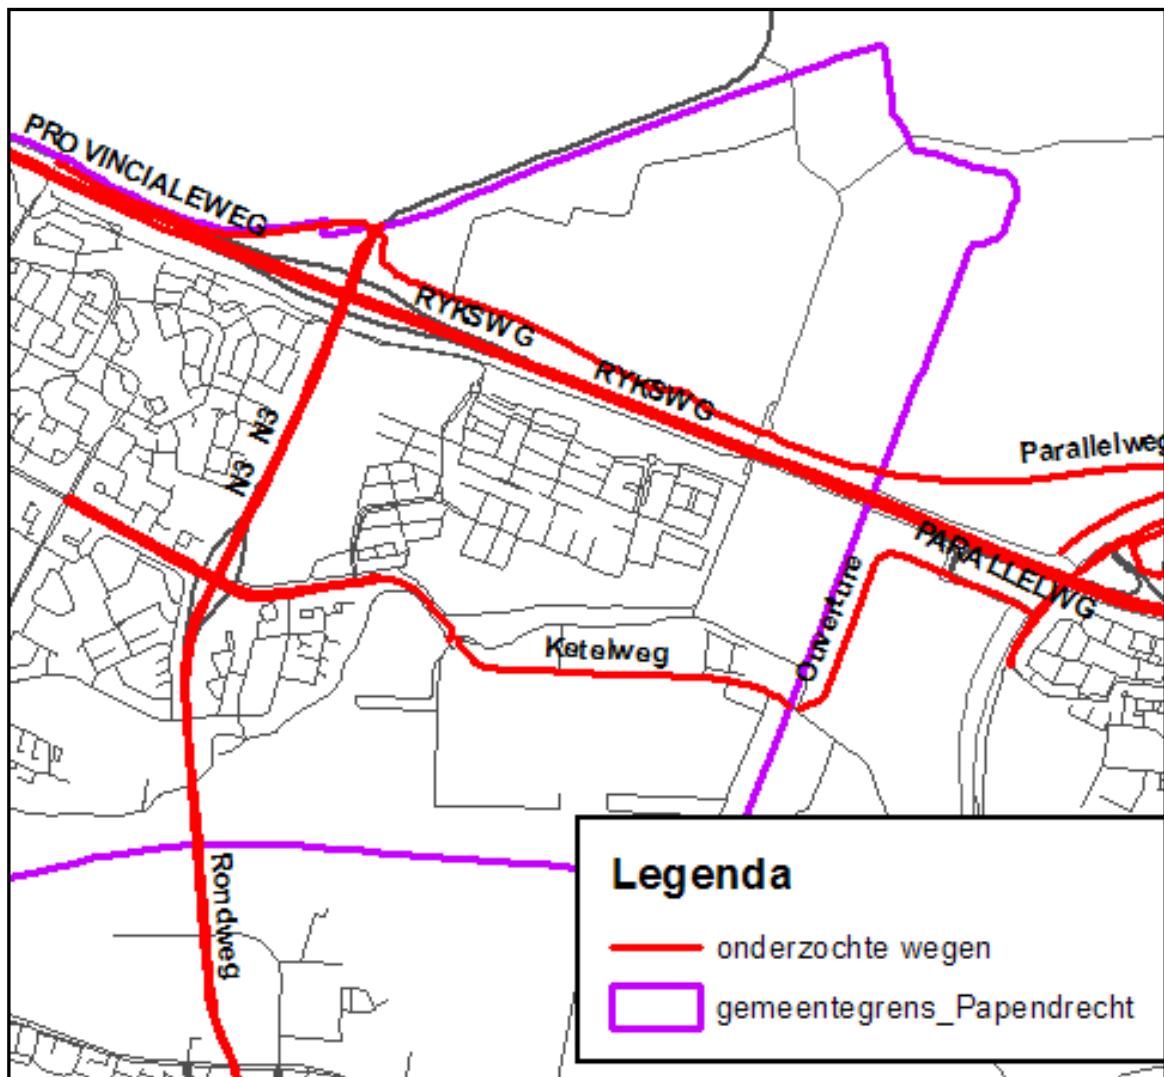 PROVINCIALEWEG
RYKSWG
RYKSWG
N3
N3
Parallelweg
PARALLELWG
Ouverture
Ketelweg
Rondweg
Legenda
onderzochte wegen
gemeentegrens_Papendrecht